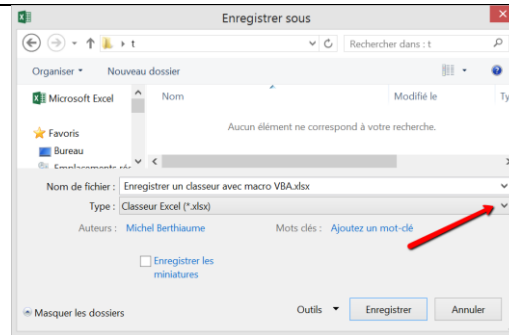 Enregistrer sous
t
Rechercher dans : t
Organiser
Nouveau dossier
Microsoft Excel
Nom
Modifié le
Ty
Favoris
Aucun élément ne correspond à votre recherche.
Bureau
Nom de fichier : Enregistrer un classeur avec macro VBA.xlsx
Type : Classeur Excel (*.xlsx)
Auteurs : Michel Berthiaume
Mots clés : Ajoutez un mot-clé
Enregistrer les
miniatures
Masquer les dossiers
Outils
Enregistrer
Annuler